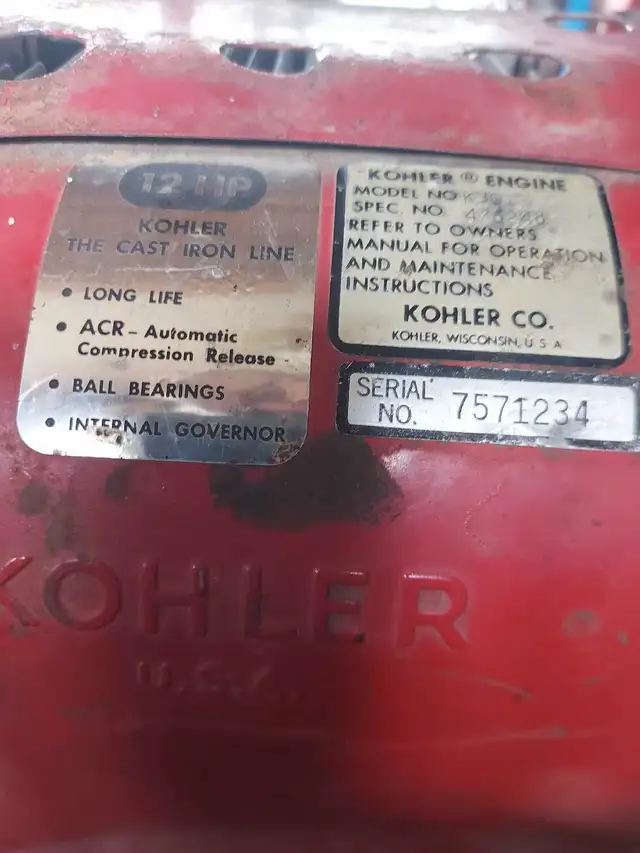 12 HP
KOHLER
THE CAST IRON LINE
• LONG LIFE
• ACR - Automatic
Compression Release
• BALL BEARINGS
• INTERNAL GOVERNOR
KOHLER ® ENGINE
MODEL NO
SPEC. NO.
REFER TO OWNERS
MANUAL FOR OPERATION
AND MAINTENANCE
INSTRUCTIONS
KOHLER CO.
KOHLER, WISCONSIN, U S A
SERIAL
NO. 7571234
KOHLER
U.S.A.